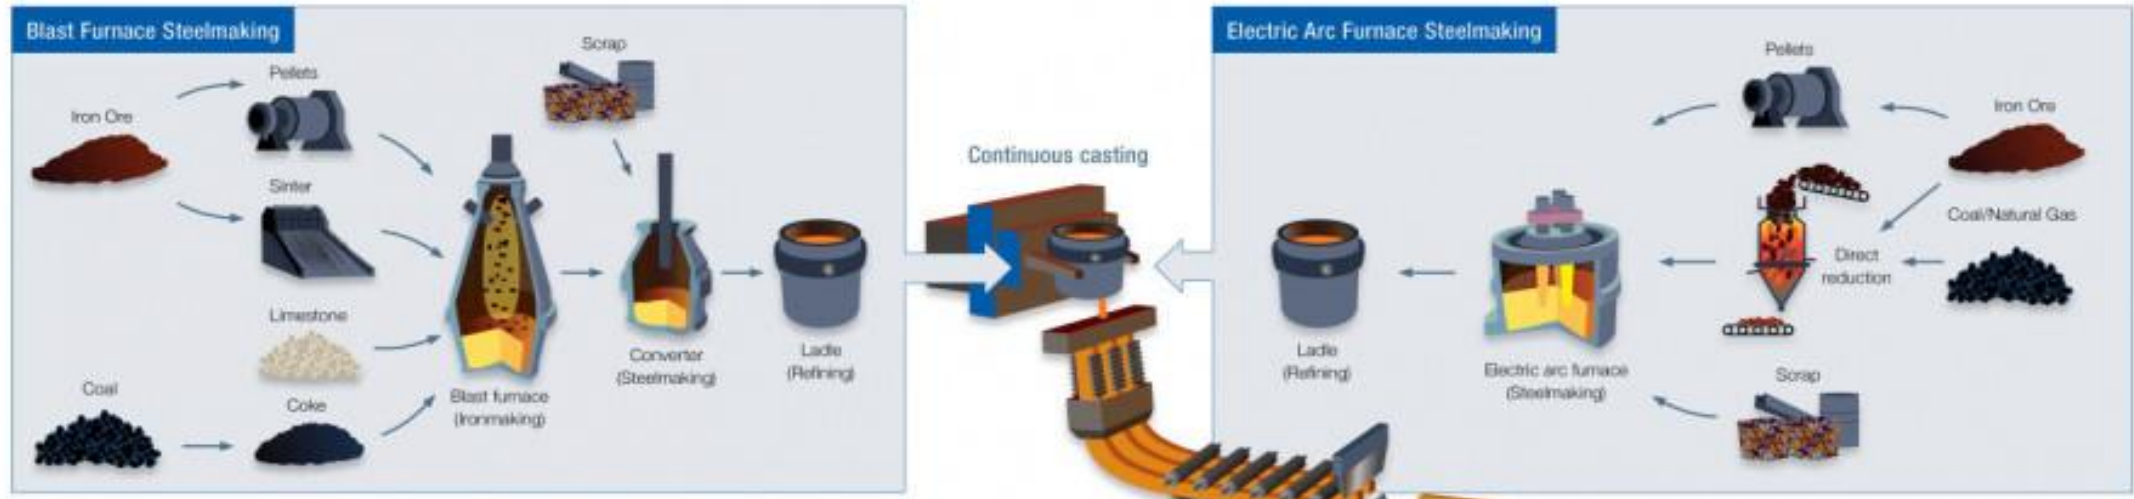 Blast Furnace Steelmaking
Scrap
Pellets
Iron Ore
Sinter
Limestone
Coal
Coke
Blast furnace
(Ironmaking)
Converter
(Steelmaking)
Ladle
(Refining)
Continuous casting
Electric Arc Furnace Steelmaking
Pellets
Iron Ore
Coal/Natural Gas
Direct
reduction
Ladle
(Refining)
Electric arc furnace
(Steelmaking)
Scrap